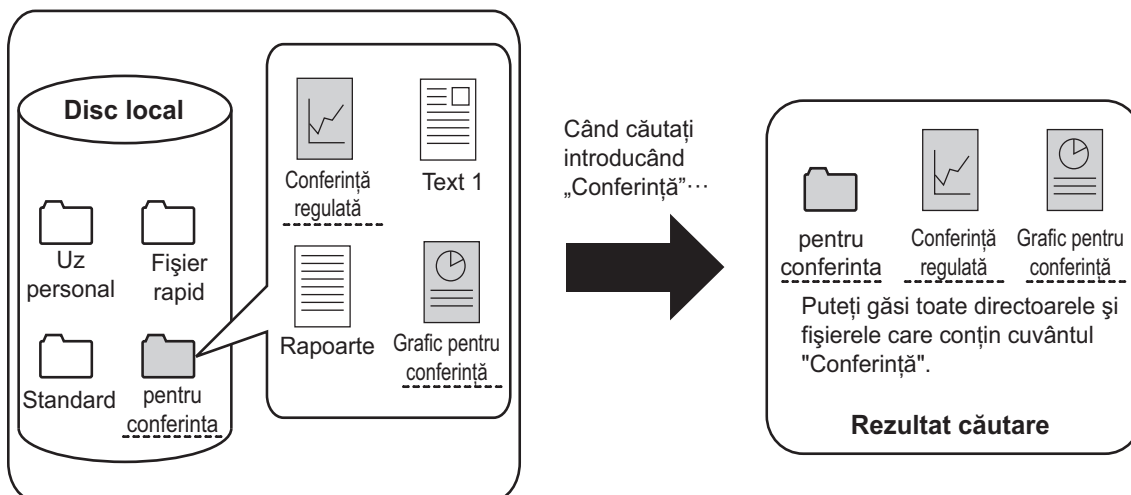 Disc local
Uz
personal
Fişier
rapid
Standard
pentru
conferinta
Conferință
regulată
Text 1
Rapoarte
Grafic pentru
conferință
Când căutați
introducând
„Conferință”···
pentru
conferinta
Conferință
regulată
Grafic pentru
conferință
Puteți găsi toate directoarele şi
fişierele care conțin cuvântul
"Conferință".
Rezultat căutare